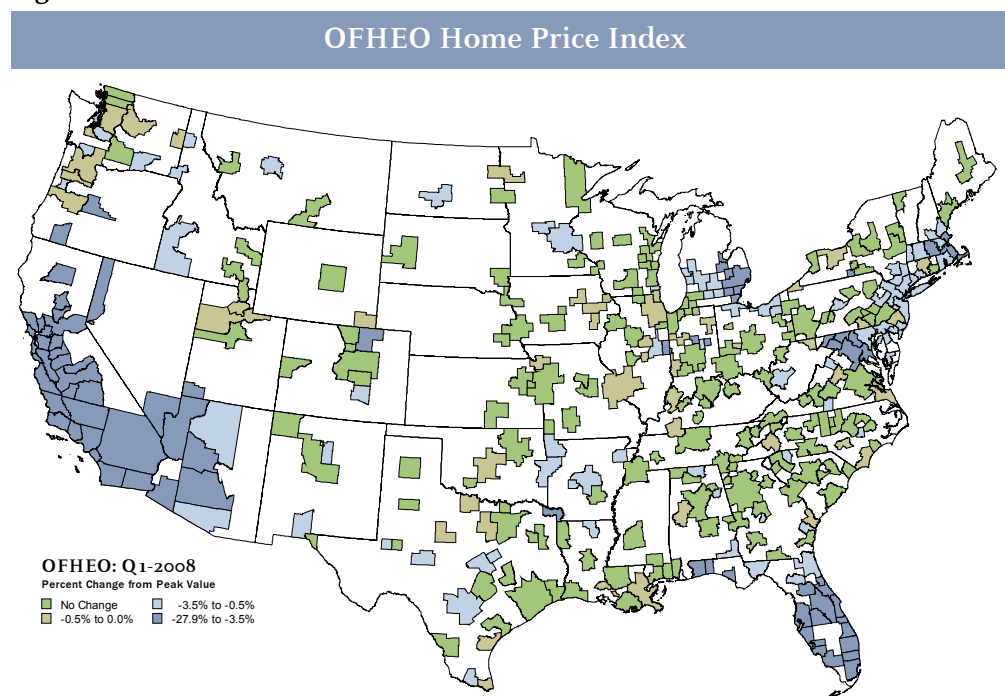 OFHEO Home Price Index
OFHEO: Q1-2008
Percent Change from Peak Value
No Change
-3.5% to -0.5%
-0.5% to 0.0%
-27.9% to -3.5%